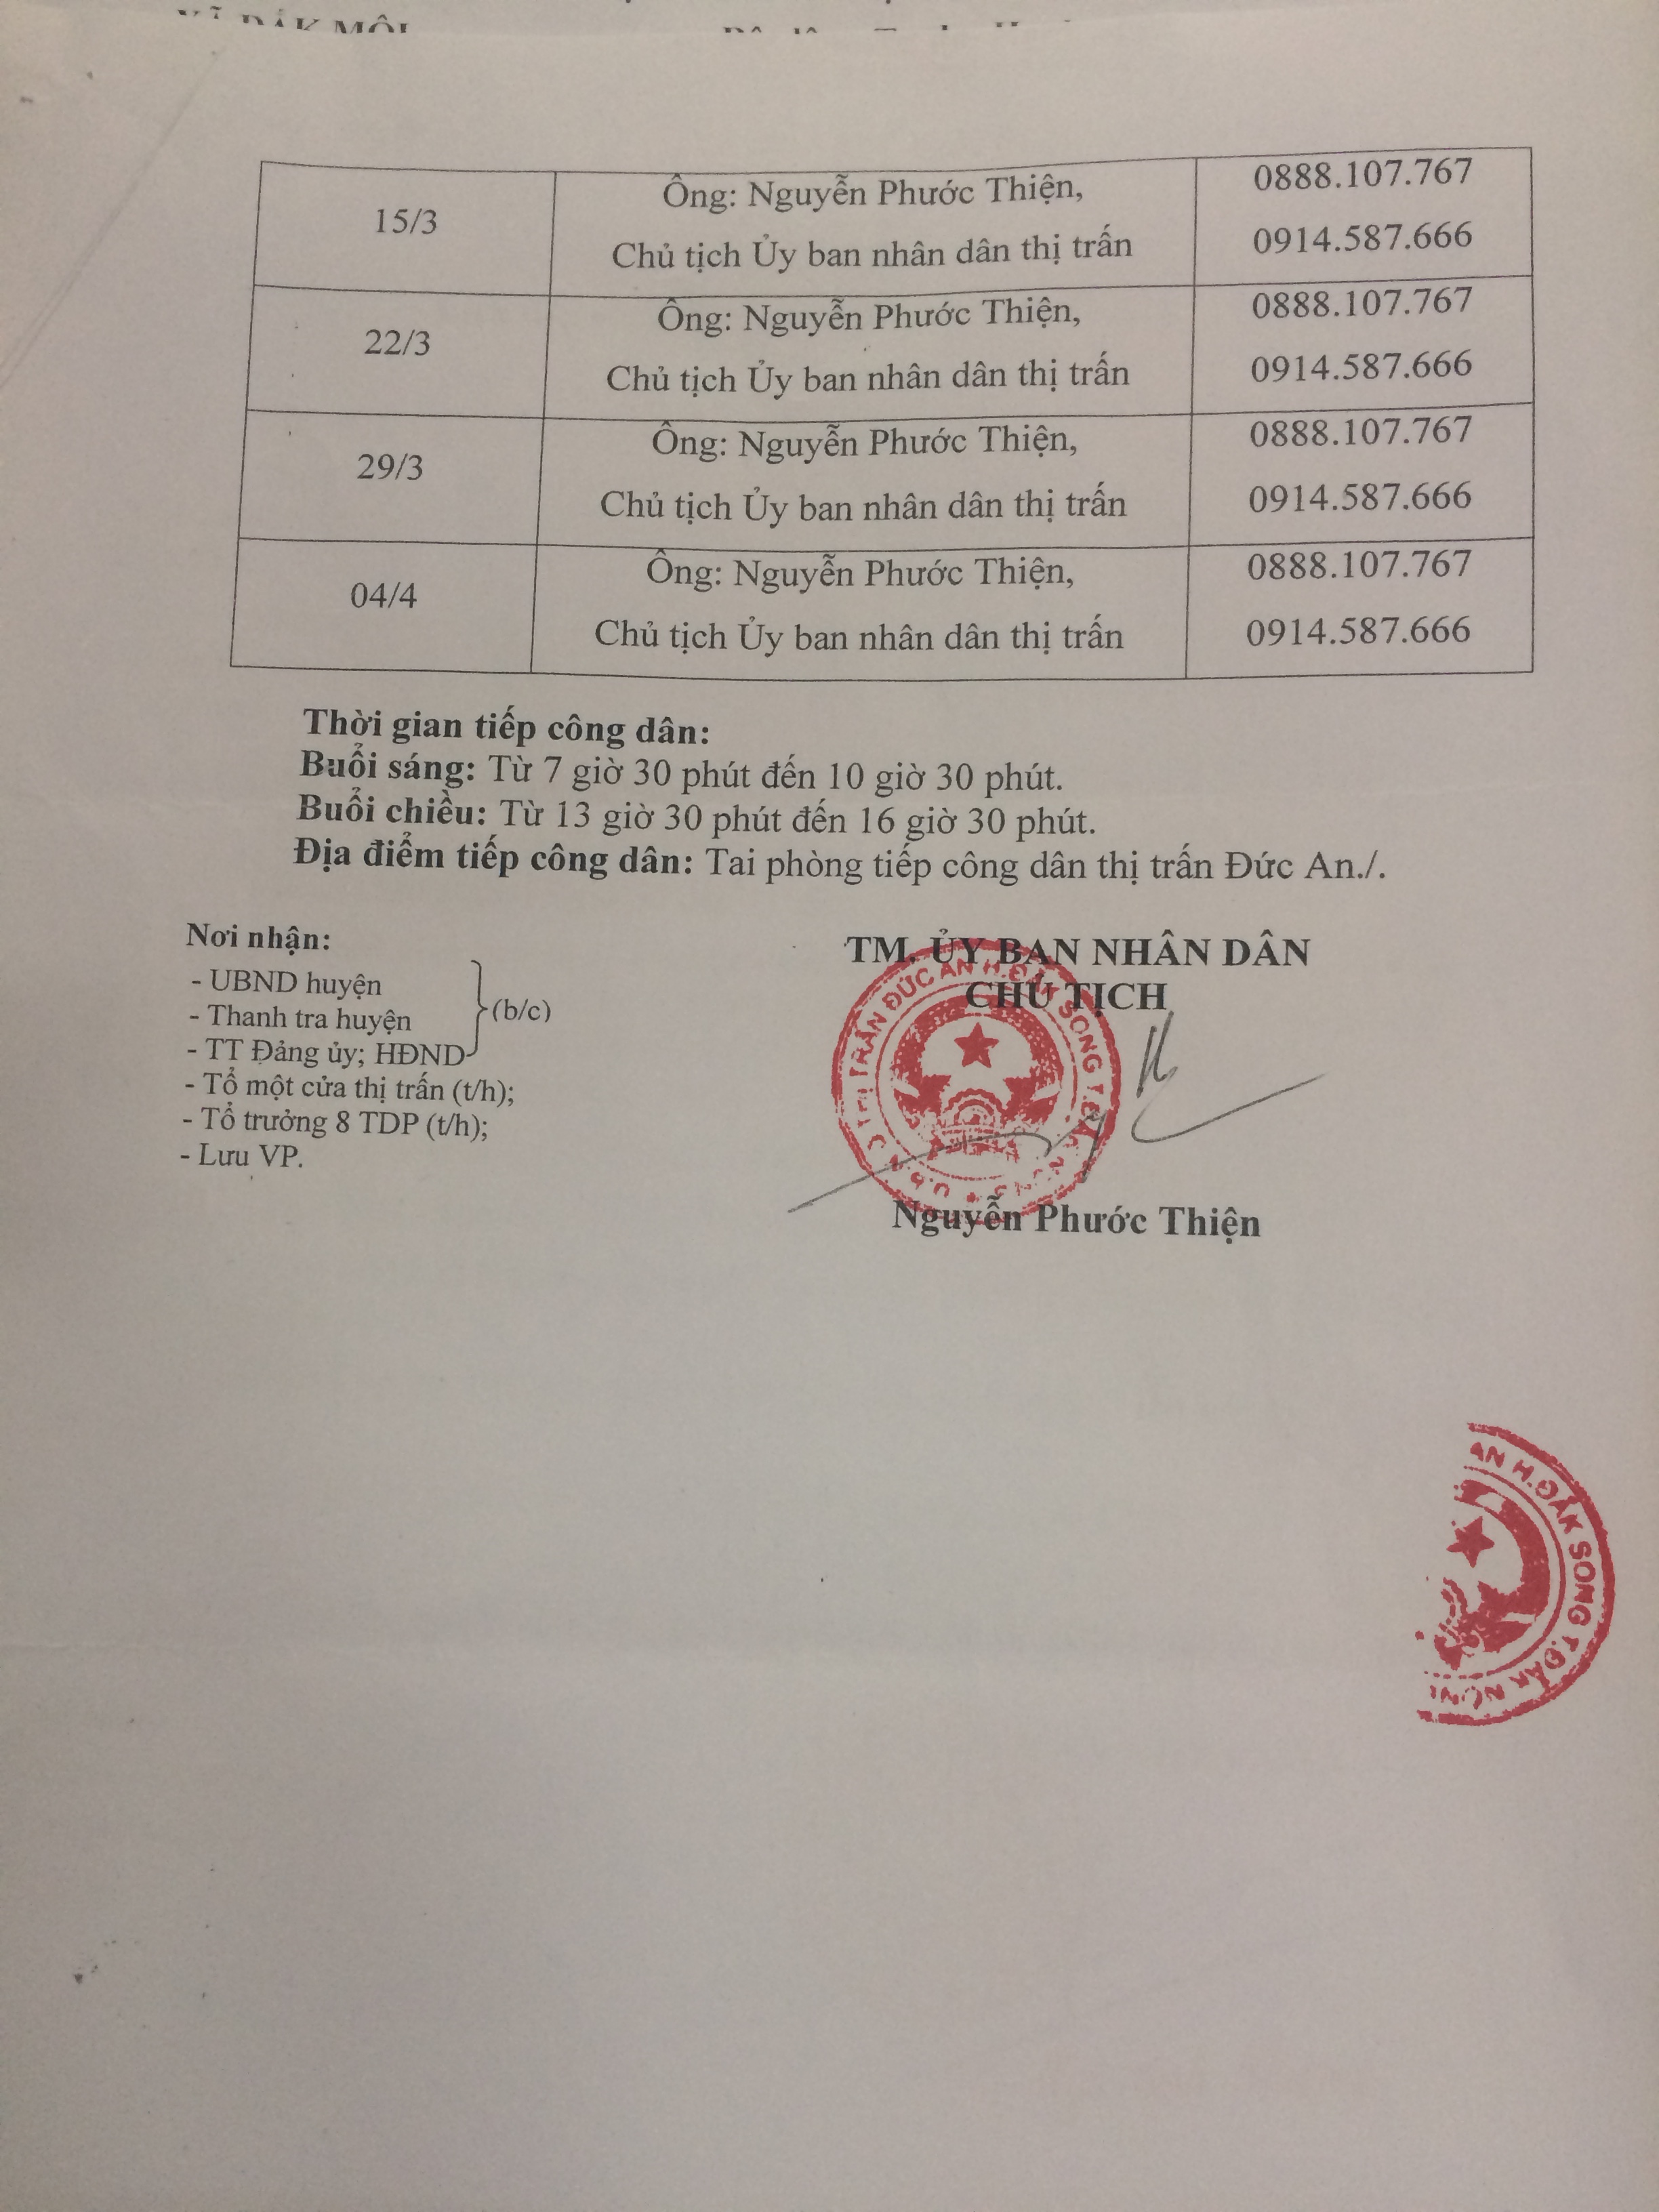 XÃ ĐẮK MÔL
15/3
Ông: Nguyễn Phước Thiện,
Chủ tịch Ủy ban nhân dân thị trấn
0888.107.767
0914.587.666
22/3
Ông: Nguyễn Phước Thiện,
Chủ tịch Ủy ban nhân dân thị trấn
0888.107.767
0914.587.666
29/3
Ông: Nguyễn Phước Thiện,
Chủ tịch Ủy ban nhân dân thị trấn
0888.107.767
0914.587.666
04/4
Ông: Nguyễn Phước Thiện,
Chủ tịch Ủy ban nhân dân thị trấn
0888.107.767
0914.587.666
Thời gian tiếp công dân:
Buổi sáng: Từ 7 giờ 30 phút đến 10 giờ 30 phút.
Buổi chiều: Từ 13 giờ 30 phút đến 16 giờ 30 phút.
Địa điểm tiếp công dân: Tai phòng tiếp công dân thị trấn Đức An./.
Nơi nhận:
- UBND huyện
- Thanh tra huyện
- TT Đảng ủy; HĐND
(b/c)
- Tổ một cửa thị trấn (t/h);
- Tổ trưởng 8 TDP (t/h);
- Lưu VP.
TM. ỦY BAN NHÂN DÂN
CHỦ TỊCH
U.B.N.D THỊ TRẤN ĐỨC AN H.ĐẮK SONG T.ĐẮK NÔNG
Nguyễn Phước Thiện
AN H.ĐẮK SONG T.ĐẮK NÔNG